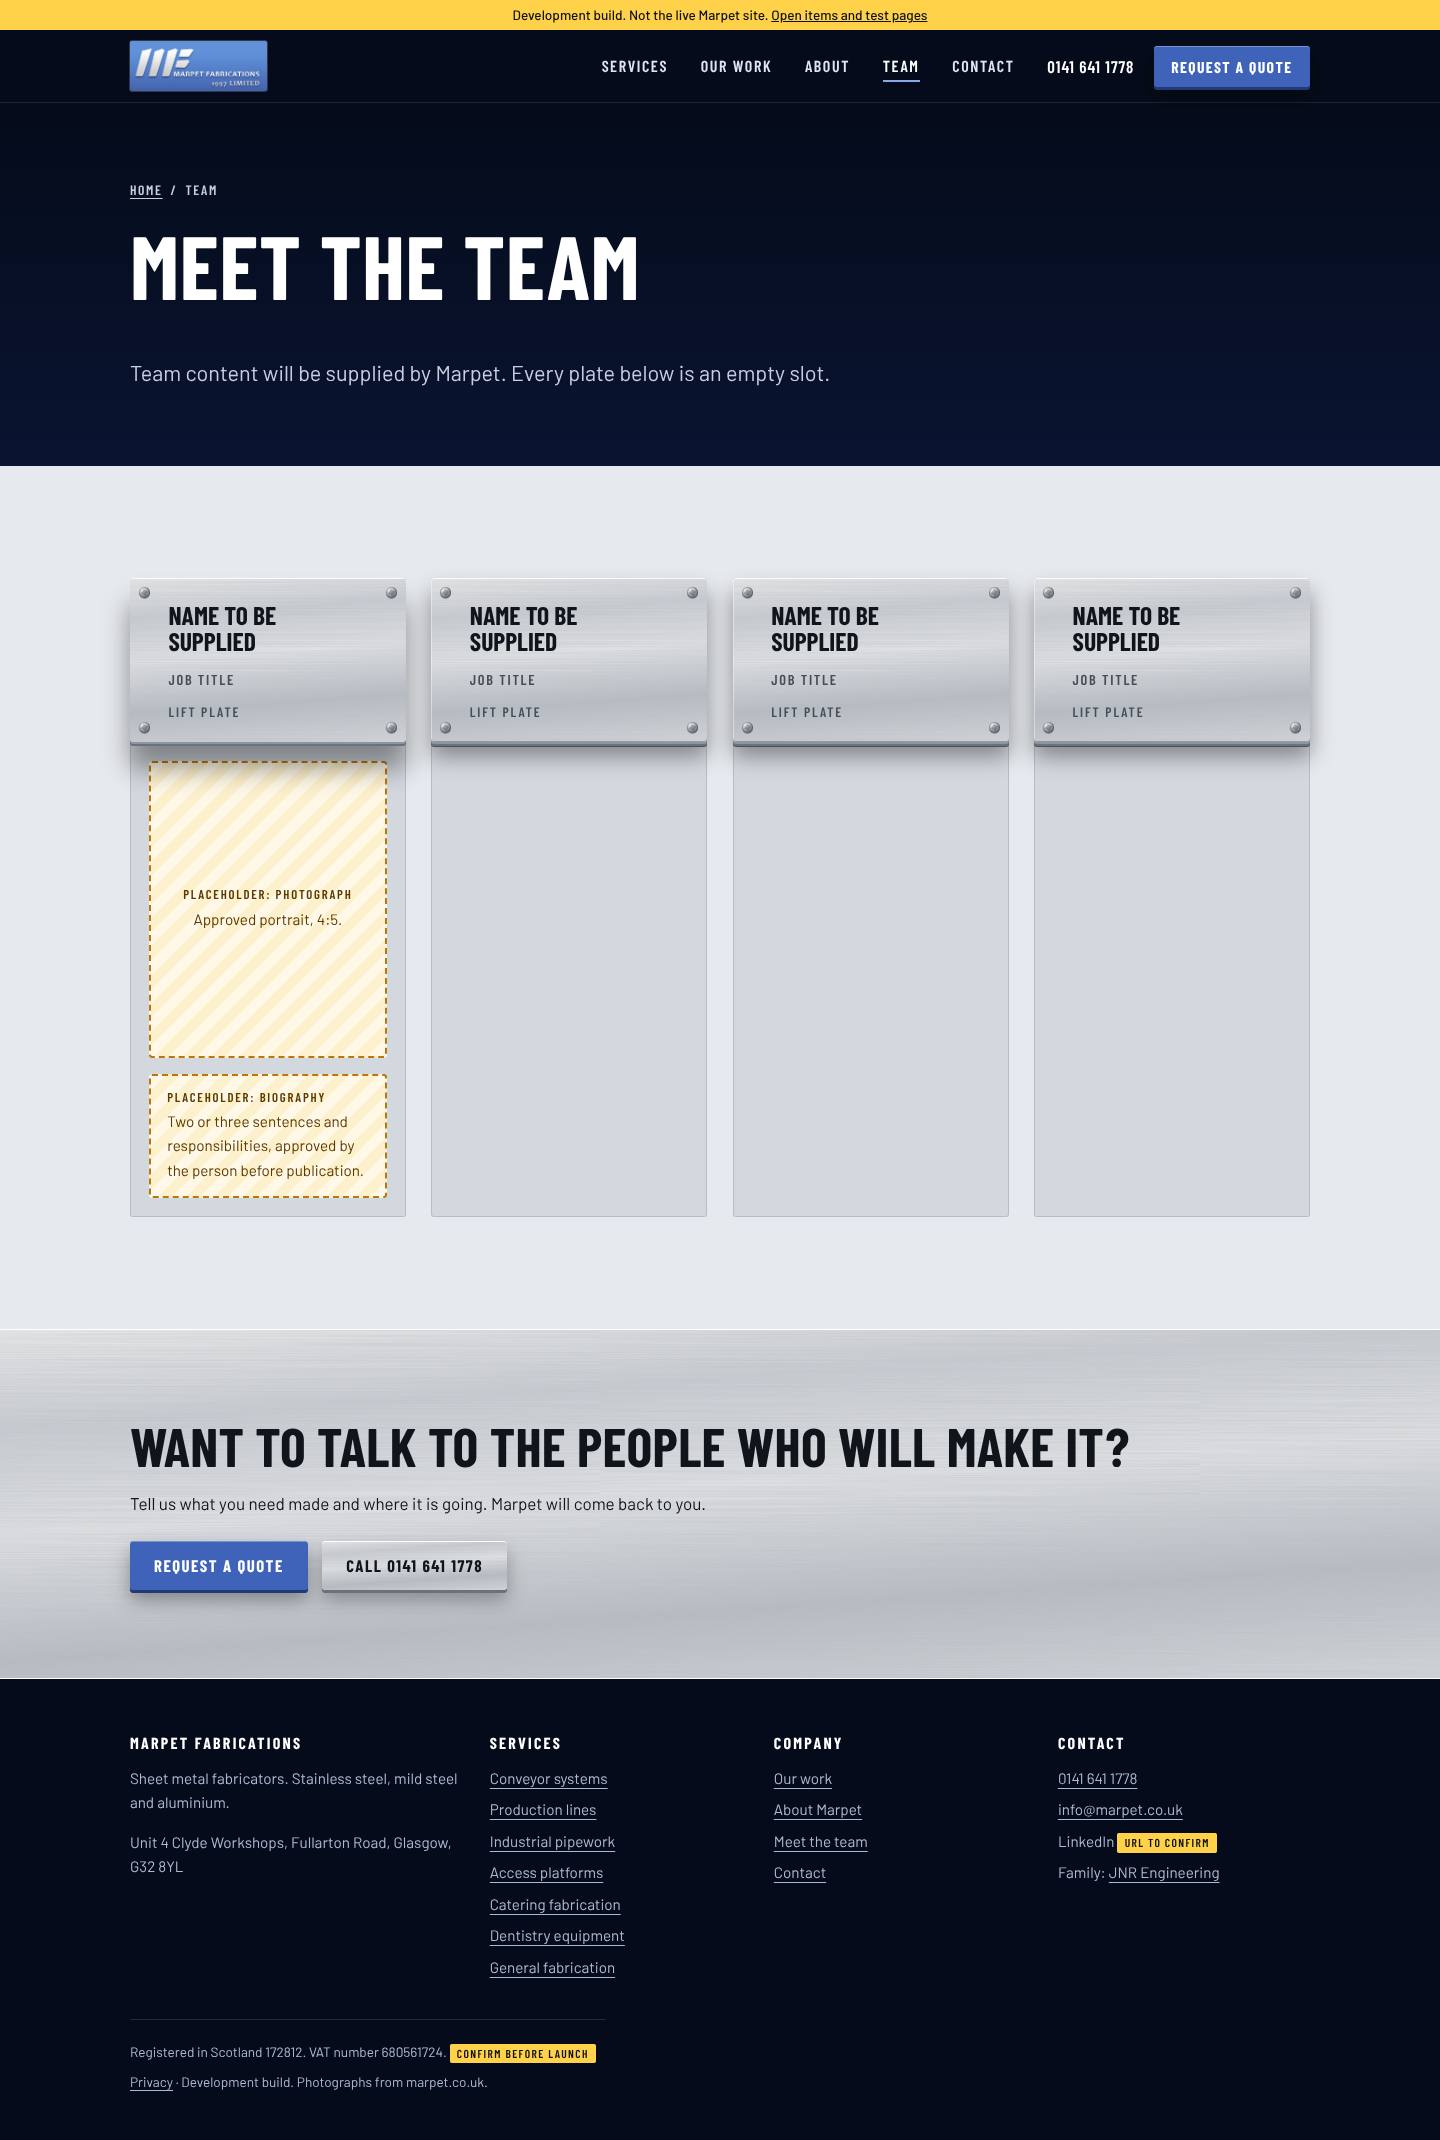 Development build. Not the live Marpet site. Open items and test pages
MF MARPET FABRICATIONS
1997 LIMITED
SERVICES OUR WORK ABOUT TEAM CONTACT 0141 641 1778 REQUEST A QUOTE
HOME / TEAM
MEET THE TEAM
Team content will be supplied by Marpet. Every plate below is an empty slot.
NAME TO BE
SUPPLIED
JOB TITLE
LIFT PLATE
PLACEHOLDER: PHOTOGRAPH
Approved portrait, 4:5.
PLACEHOLDER: BIOGRAPHY
Two or three sentences and
responsibilities, approved by
the person before publication.
NAME TO BE
SUPPLIED
JOB TITLE
LIFT PLATE
NAME TO BE
SUPPLIED
JOB TITLE
LIFT PLATE
NAME TO BE
SUPPLIED
JOB TITLE
LIFT PLATE
WANT TO TALK TO THE PEOPLE WHO WILL MAKE IT?
Tell us what you need made and where it is going. Marpet will come back to you.
REQUEST A QUOTE
CALL 0141 641 1778
MARPET FABRICATIONS
Sheet metal fabricators. Stainless steel, mild steel
and aluminium.
Unit 4 Clyde Workshops, Fullarton Road, Glasgow,
G32 8YL
SERVICES
Conveyor systems
Production lines
Industrial pipework
Access platforms
Catering fabrication
Dentistry equipment
General fabrication
COMPANY
Our work
About Marpet
Meet the team
Contact
CONTACT
0141 641 1778
info@marpet.co.uk
LinkedIn URL TO CONFIRM
Family: JNR Engineering
Registered in Scotland 172812. VAT number 680561724. CONFIRM BEFORE LAUNCH
Privacy · Development build. Photographs from marpet.co.uk.